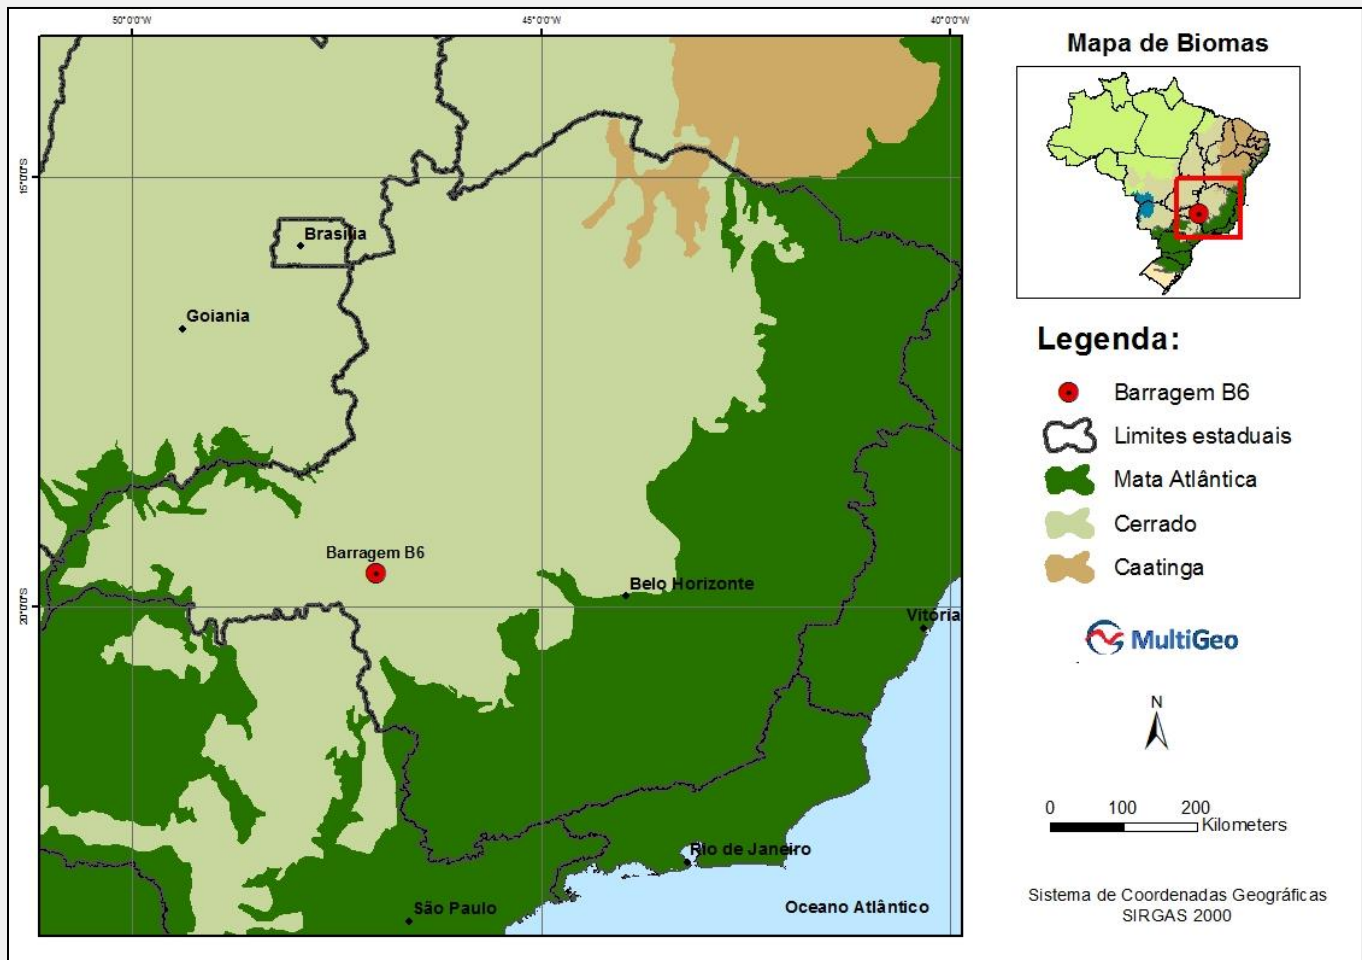 50°0'0"W
45°0'0"W
40°0'0"W
15°0'0"S
20°0'0"S
Brasília
Goiania
Barragem B6
Belo Horizonte
Vitória
Rio de Janeiro
São Paulo
Oceano Atlântico
Mapa de Biomas
Legenda:
Barragem B6
Limites estaduais
Mata Atlântica
Cerrado
Caatinga
MultiGeo
N
0 100 200
Kilometers
Sistema de Coordenadas Geográficas
SIRGAS 2000